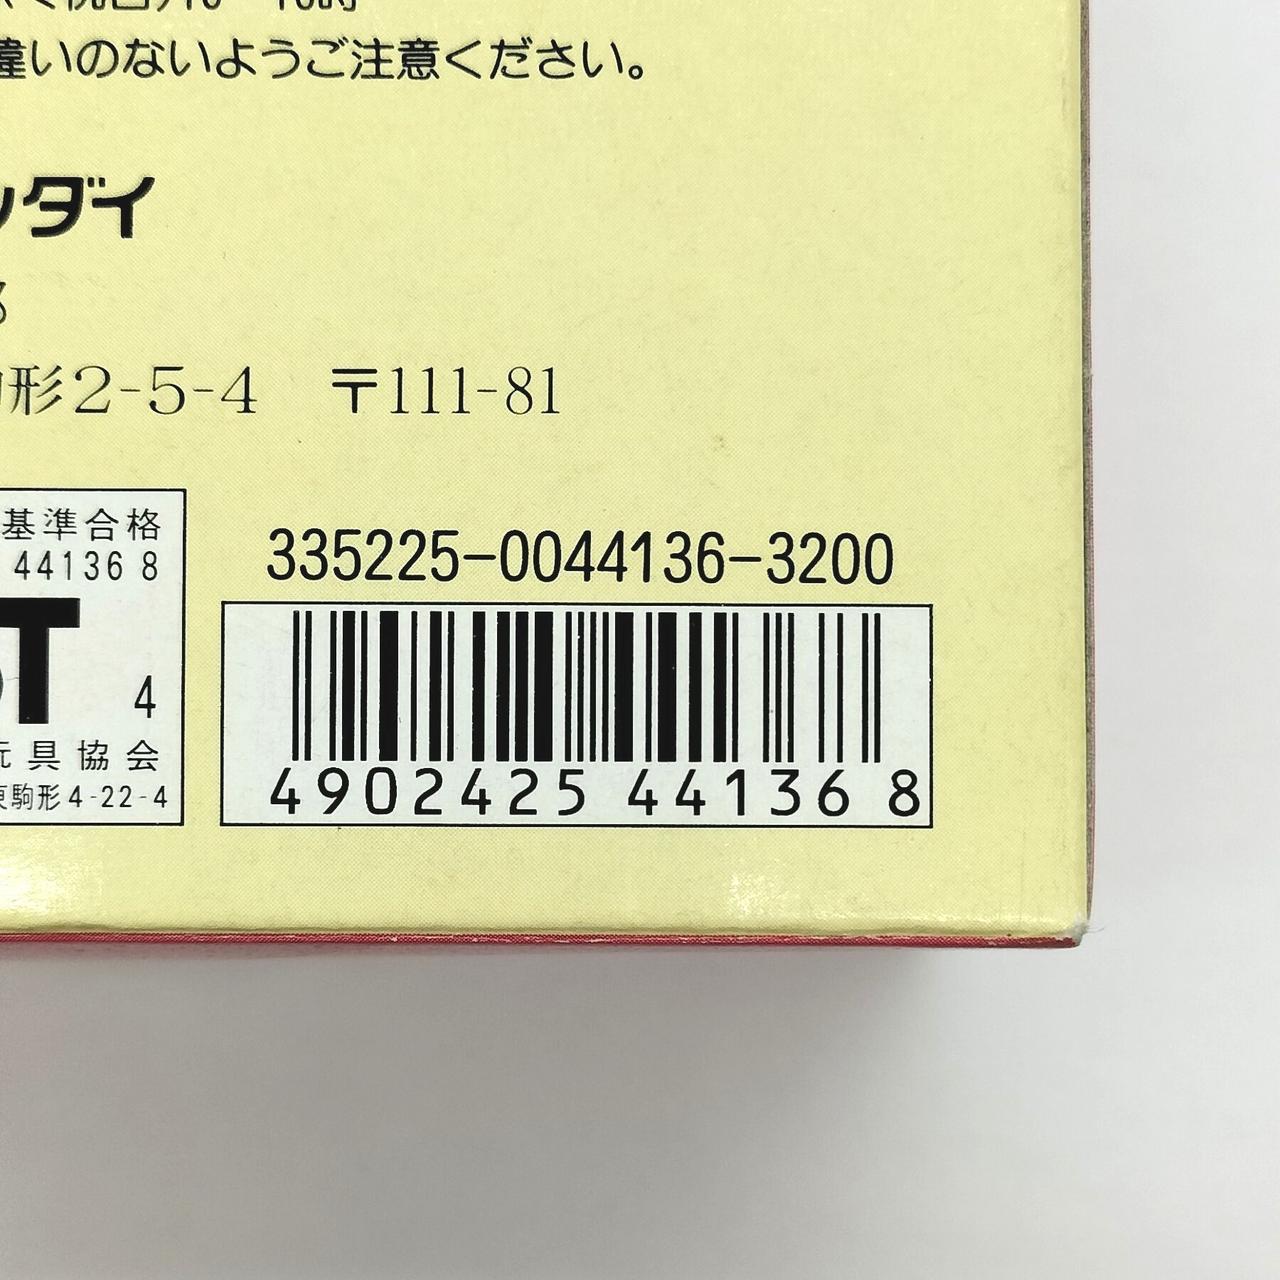 違いのないようご注意ください。
ンダイ
形2-5-4 〒111-81
基準合格
44136 8
T
4
玩具協会
東駒形4-22-4
335225-0044136-3200
4902425 44136 8